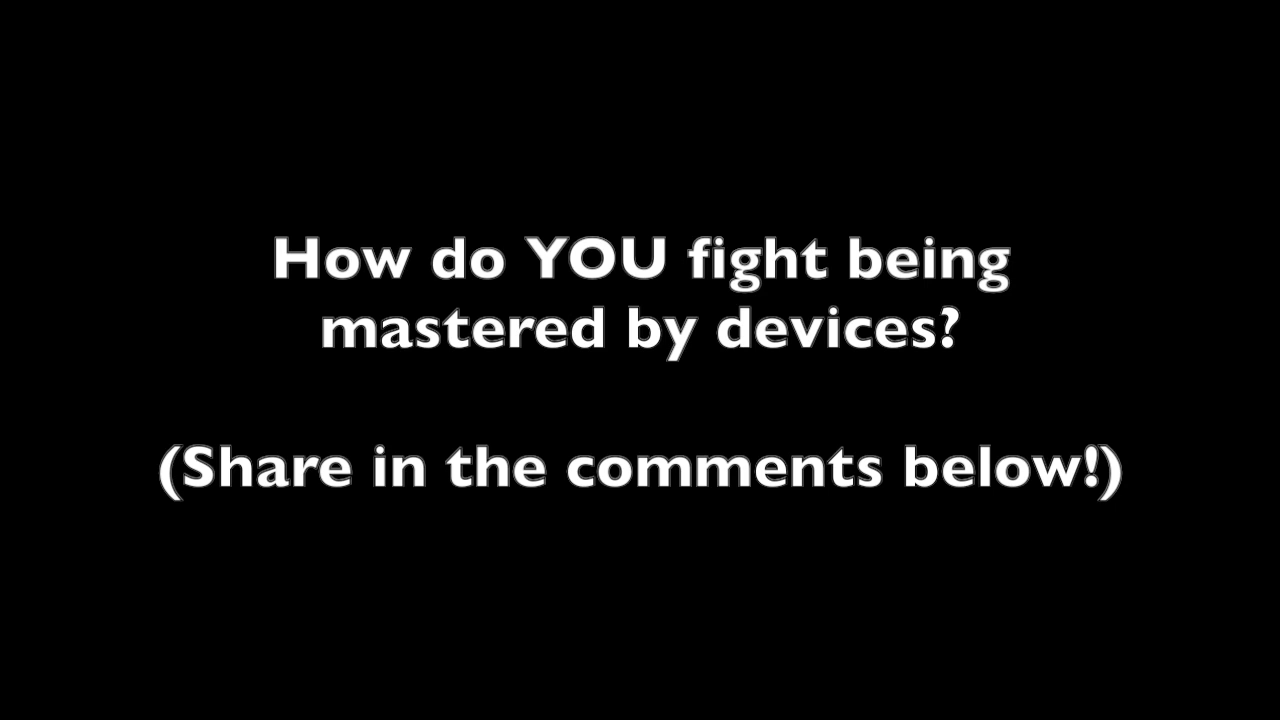 How do YOU fight being
mastered by devices?
(Share in the comments below!)